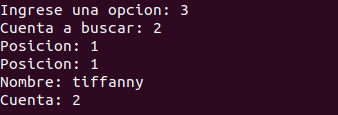 Ingrese una opcion: 3
Cuenta a buscar: 2
Posicion: 1
Posicion: 1
Nombre: tiffanny
Cuenta: 2